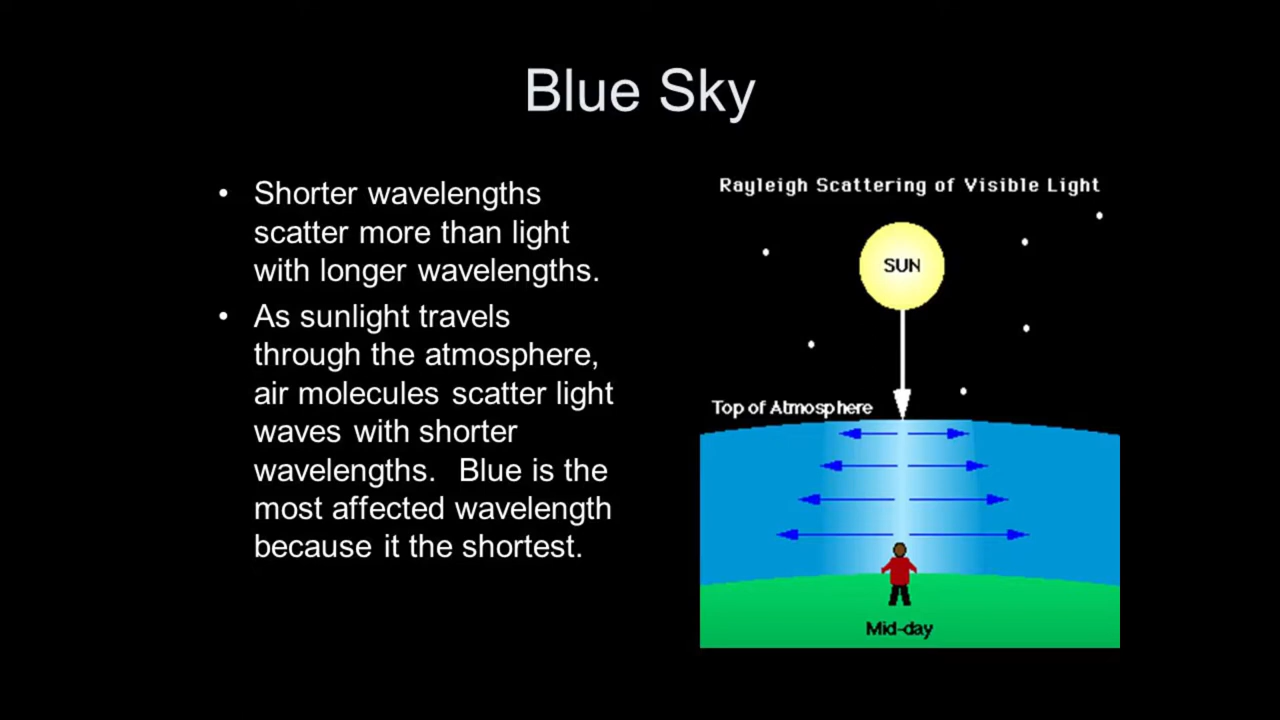 Blue Sky
• Shorter wavelengths
scatter more than light
with longer wavelengths.
• As sunlight travels
through the atmosphere,
air molecules scatter light
waves with shorter
wavelengths.  Blue is the
most affected wavelength
because it the shortest.
Rayleigh Scattering of Visible Light
SUN
Top of Atmosphere
Mid-day